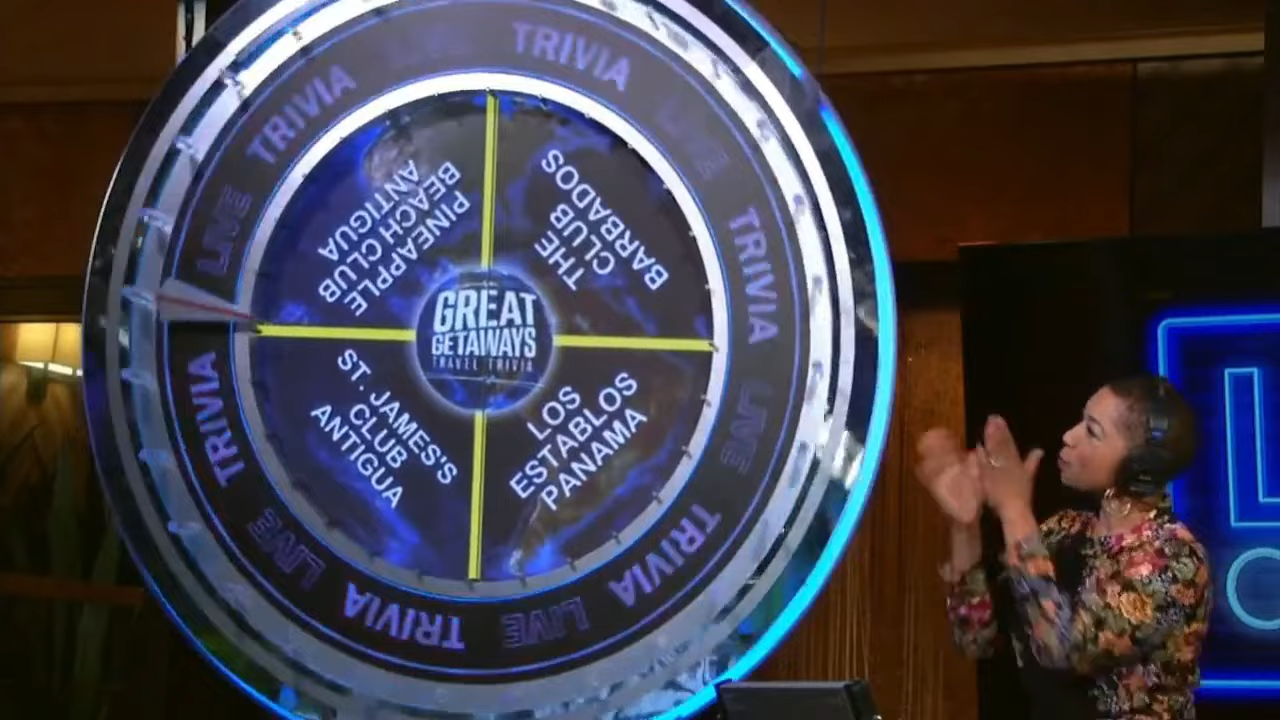 TRIVIA
LIVE
TRIVIA
LIVE
TRIVIA
LIVE
TRIVIA
LIVE
TRIVIA
LIVE
TRIVIA
LIVE
PINEAPPLE
BEACH CLUB
ANTIGUA
THE
CLUB
BARBADOS
GREAT
GETAWAYS
TRAVEL TRIVIA
ST. JAMES'S
CLUB
ANTIGUA
LOS
ESTABLOS
PANAMA